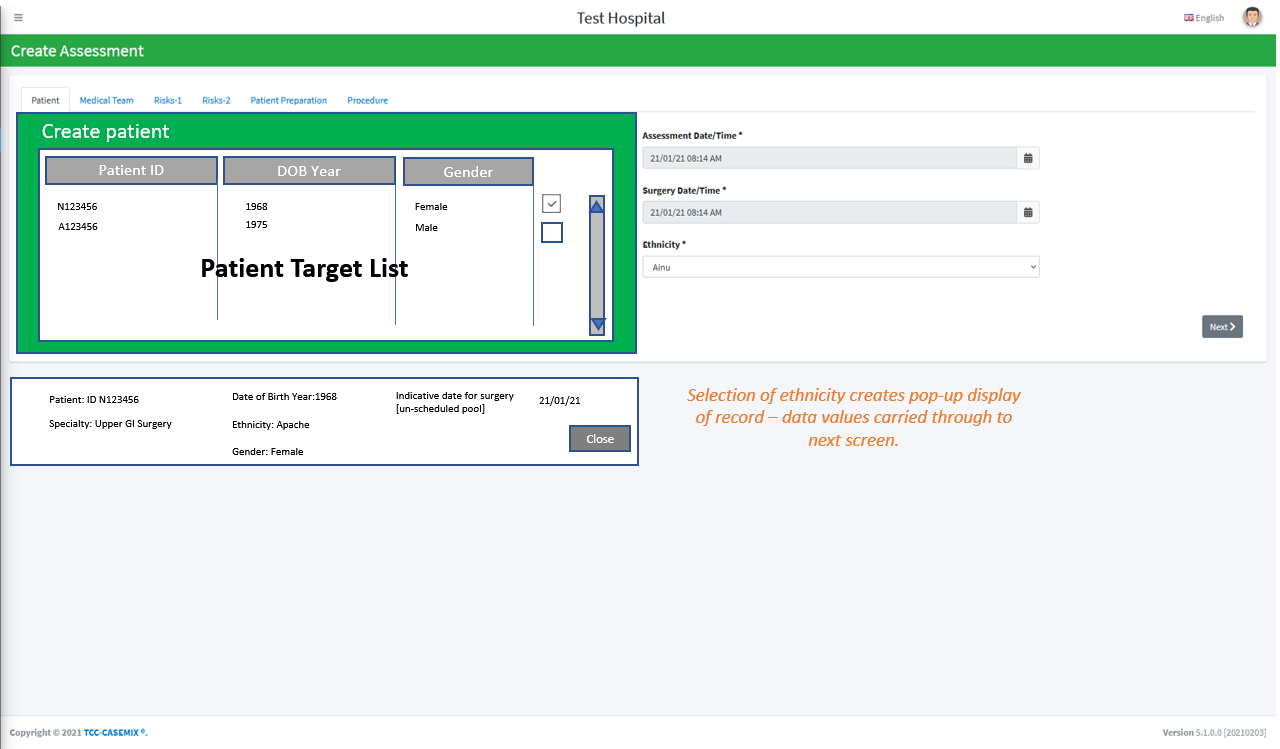 Test Hospital
English
Create Assessment
Patient
Medical Team
Risks-1
Risks-2
Patient Preparation
Procedure
Create patient
Patient ID
DOB Year
Gender
N123456
1968
Female
A123456
1975
Male
Patient Target List
Assessment Date/Time *
21/01/21 08:14 AM
Surgery Date/Time *
21/01/21 08:14 AM
Ethnicity *
Ainu
Next
Patient: ID N123456
Date of Birth Year:1968
Indicative date for surgery
[un-scheduled pool]
21/01/21
Specialty: Upper GI Surgery
Ethnicity: Apache
Gender: Female
Close
Selection of ethnicity creates pop-up display
of record – data values carried through to
next screen.
Copyright © 2021 TCC-CASEMIX ®.
Version 5.1.0.0 [20210203]